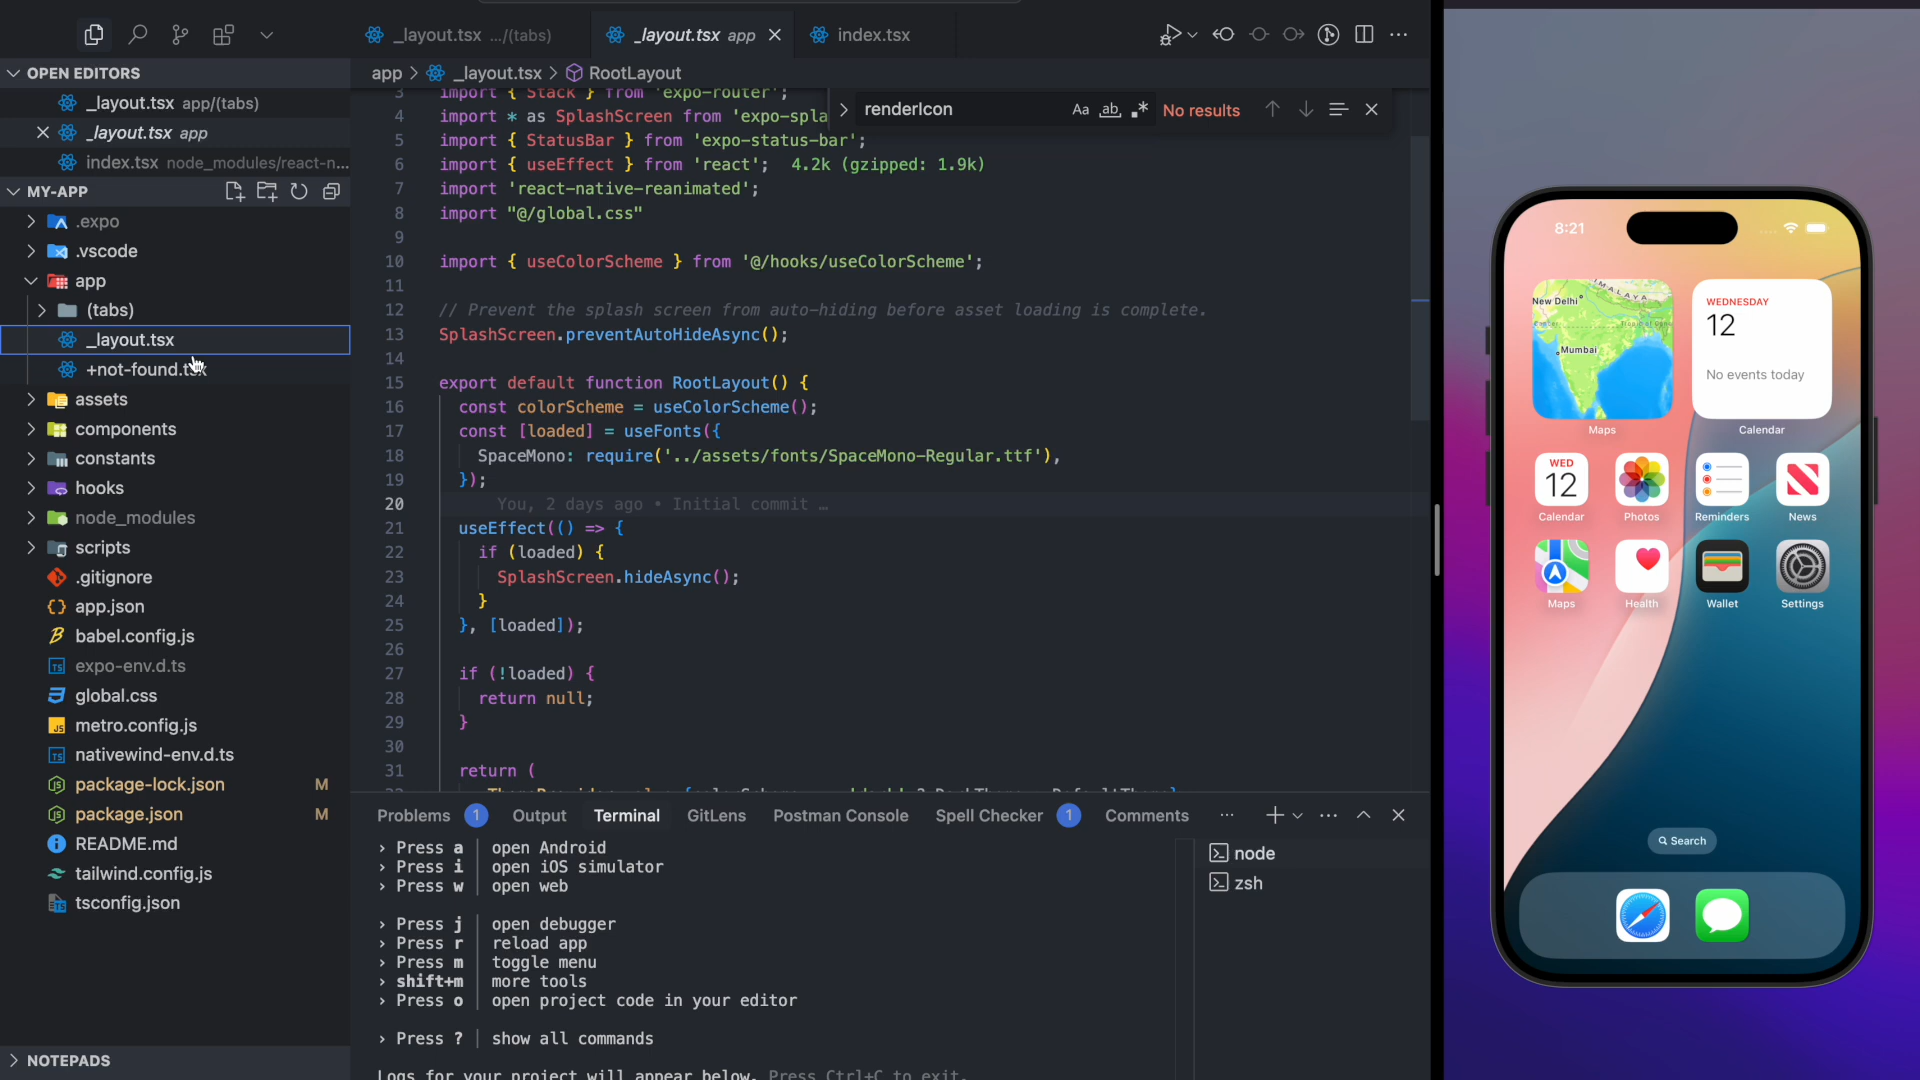 _layout.tsx .../(tabs)
_layout.tsx app
index.tsx
OPEN EDITORS
_layout.tsx app/(tabs)
_layout.tsx app
index.tsx node_modules/react-n...
MY-APP
.expo
.vscode
app
(tabs)
_layout.tsx
+not-found.tsx
assets
components
constants
hooks
node_modules
scripts
.gitignore
app.json
babel.config.js
expo-env.d.ts
global.css
metro.config.js
nativewind-env.d.ts
package-lock.json M
package.json M
README.md
tailwind.config.js
tsconfig.json
NOTEPADS
app > _layout.tsx > RootLayout
renderIcon Aa ab No results
3 import { Stack } from 'expo-router';
4 import * as SplashScreen from 'expo-spla
5 import { StatusBar } from 'expo-status-bar';
6 import { useEffect } from 'react'; 4.2k (gzipped: 1.9k)
7 import 'react-native-reanimated';
8 import "@/global.css"
9
10 import { useColorScheme } from '@/hooks/useColorScheme';
11
12 // Prevent the splash screen from auto-hiding before asset loading is complete.
13 SplashScreen.preventAutoHideAsync();
14
15 export default function RootLayout() {
16 const colorScheme = useColorScheme();
17 const [loaded] = useFonts({
18 SpaceMono: require('../assets/fonts/SpaceMono-Regular.ttf'),
19 });
20 You, 2 days ago • Initial commit …
21 useEffect(() => {
22 if (loaded) {
23 SplashScreen.hideAsync();
24 }
25 }, [loaded]);
26
27 if (!loaded) {
28 return null;
29 }
30
31 return (
Problems 1 Output Terminal GitLens Postman Console Spell Checker 1 Comments
› Press a | open Android
› Press i | open iOS simulator
› Press w | open web
› Press j | open debugger
› Press r | reload app
› Press m | toggle menu
› shift+m | more tools
› Press o | open project code in your editor
› Press ? | show all commands
Logs for your project will appear below. Press Ctrl+C to exit.
node
zsh
8:21
New Delhi
Mumbai
Maps
WEDNESDAY
12
No events today
Calendar
WED
12
Calendar
Photos
Reminders
News
Maps
Health
Wallet
Settings
Search